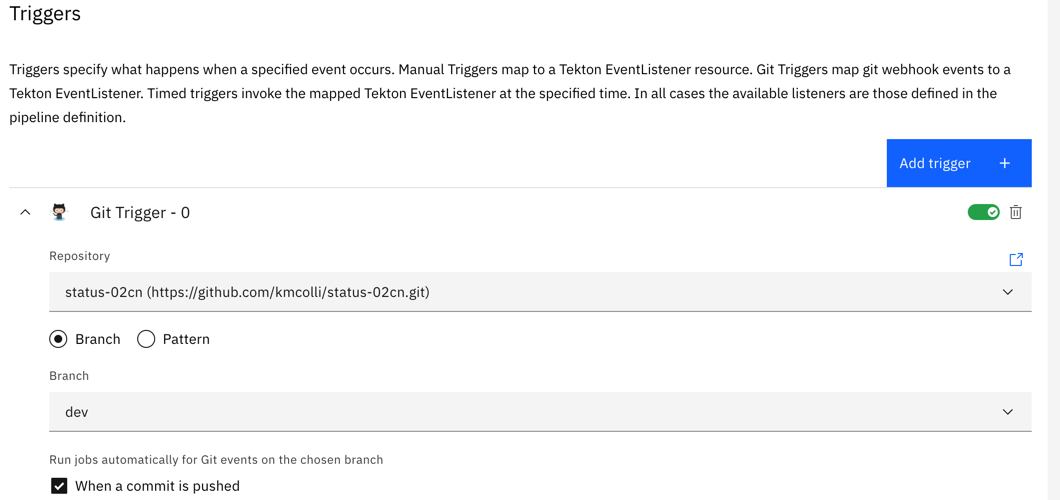 Triggers
Triggers specify what happens when a specified event occurs. Manual Triggers map to a Tekton EventListener resource. Git Triggers map git webhook events to a
Tekton EventListener. Timed triggers invoke the mapped Tekton EventListener at the specified time. In all cases the available listeners are those defined in the
pipeline definition.
Add trigger +
Git Trigger - 0
Repository
status-02cn (https://github.com/kmcolli/status-02cn.git)
Branch Pattern
Branch
dev
Run jobs automatically for Git events on the chosen branch
When a commit is pushed